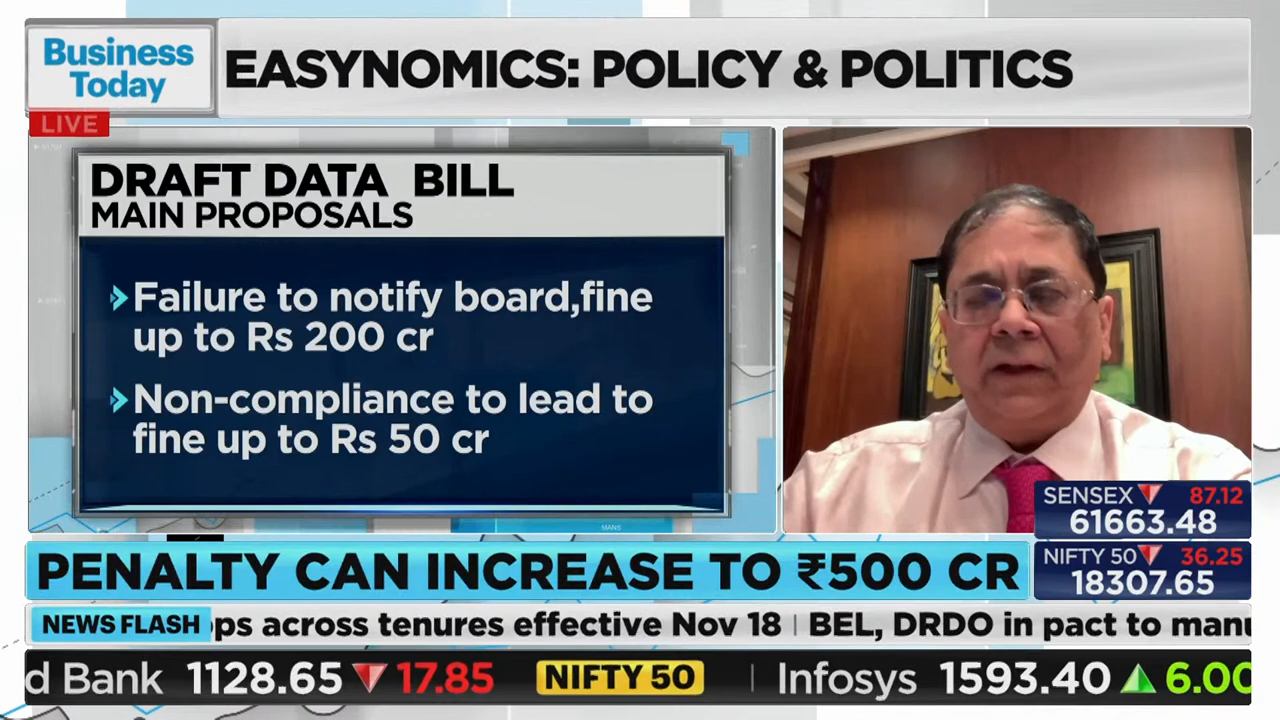 Business
Today
EASYNOMICS: POLICY & POLITICS
LIVE
DRAFT DATA BILL
MAIN PROPOSALS
Failure to notify board,fine
up to Rs 200 cr
Non-compliance to lead to
fine up to Rs 50 cr
MANS
SENSEX 87.12
61663.48
PENALTY CAN INCREASE TO ₹500 CR
NIFTY 50 36.25
18307.65
NEWS FLASH ops across tenures effective Nov 18 | BEL, DRDO in pact to manu
d Bank 1128.65 17.85 NIFTY 50 | Infosys 1593.40 6.00